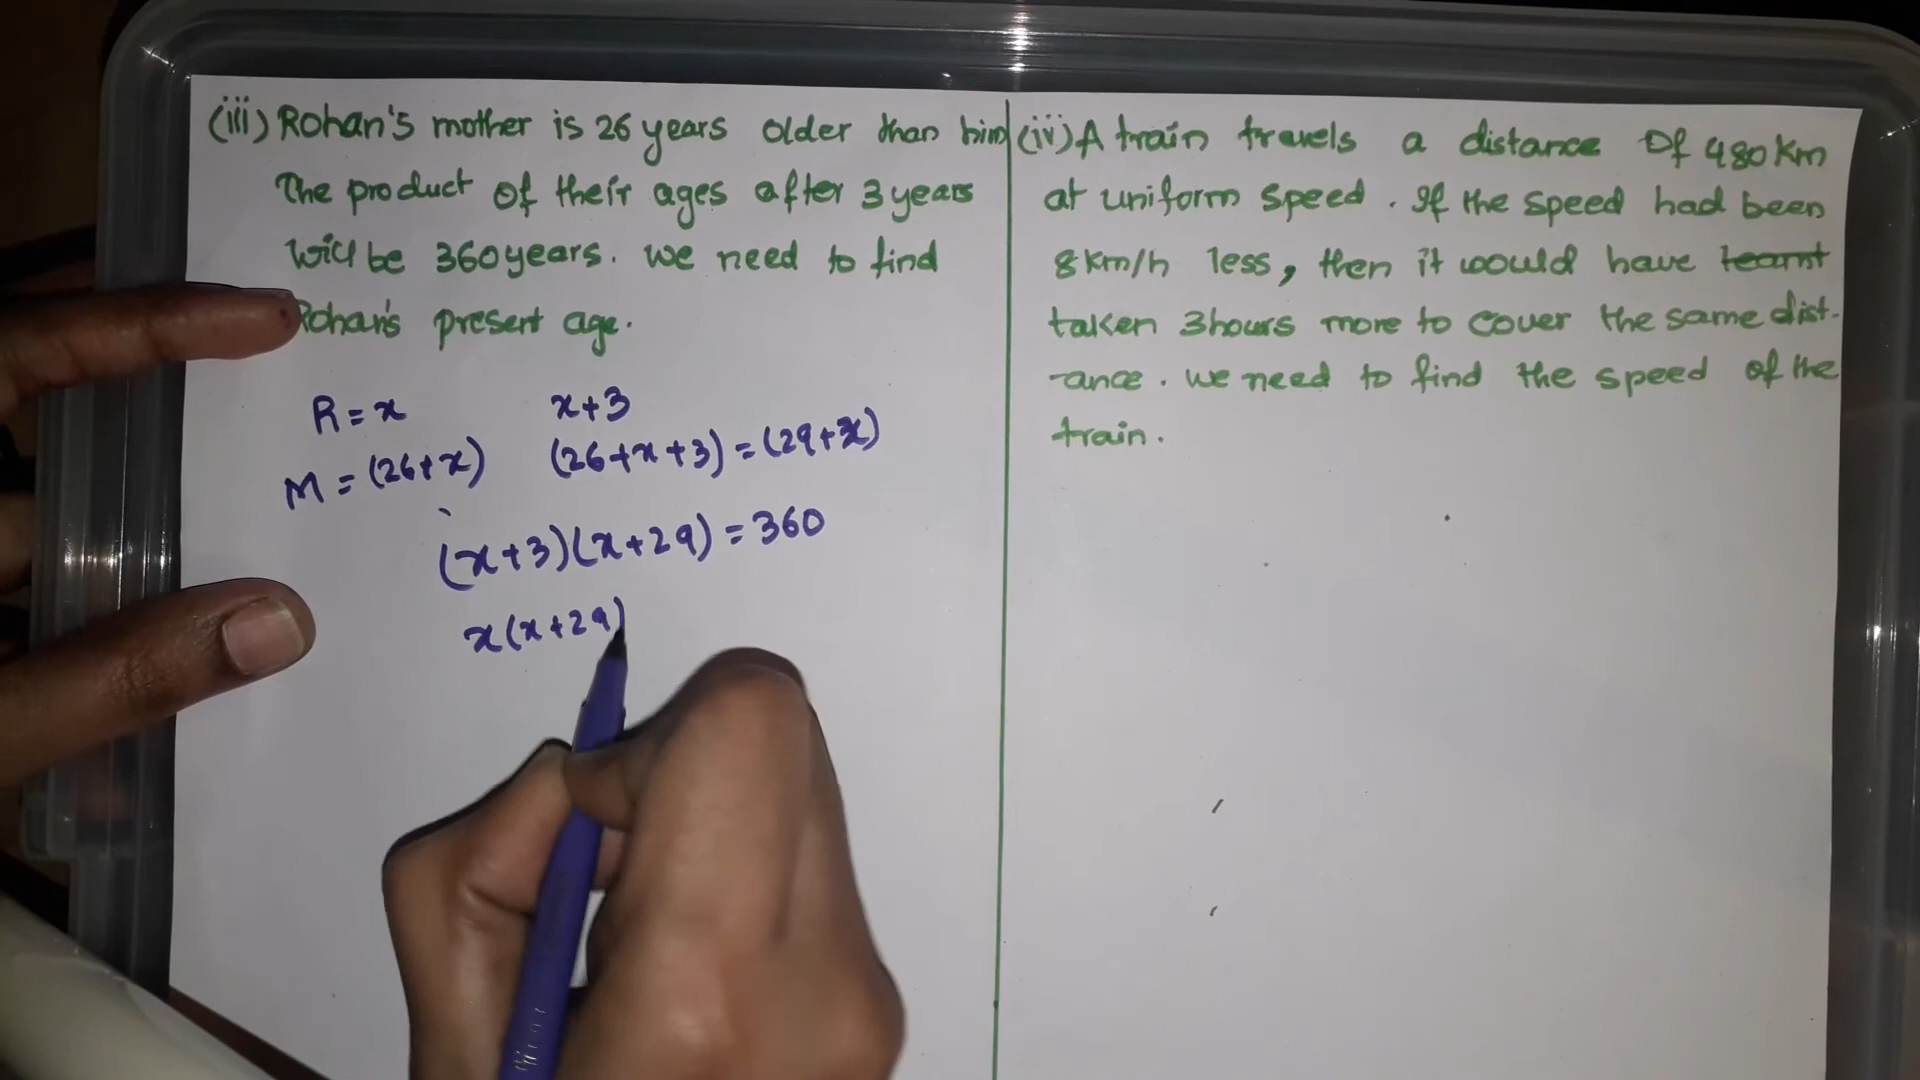 (iii) Rohan's mother is 26 years older than him
The product of their ages after 3 years
will be 360 years. we need to find
Rohan's present age.
R = x x+3
M = (26+x) (26+x+3) = (29+x)
(x+3)(x+29) = 360
x(x+29)
(iv) A train travels a distance of 480 km
at uniform speed. If the speed had been
8 km/h less, then it would have
taken 3 hours more to cover the same dist-
-ance. we need to find the speed of the
train.